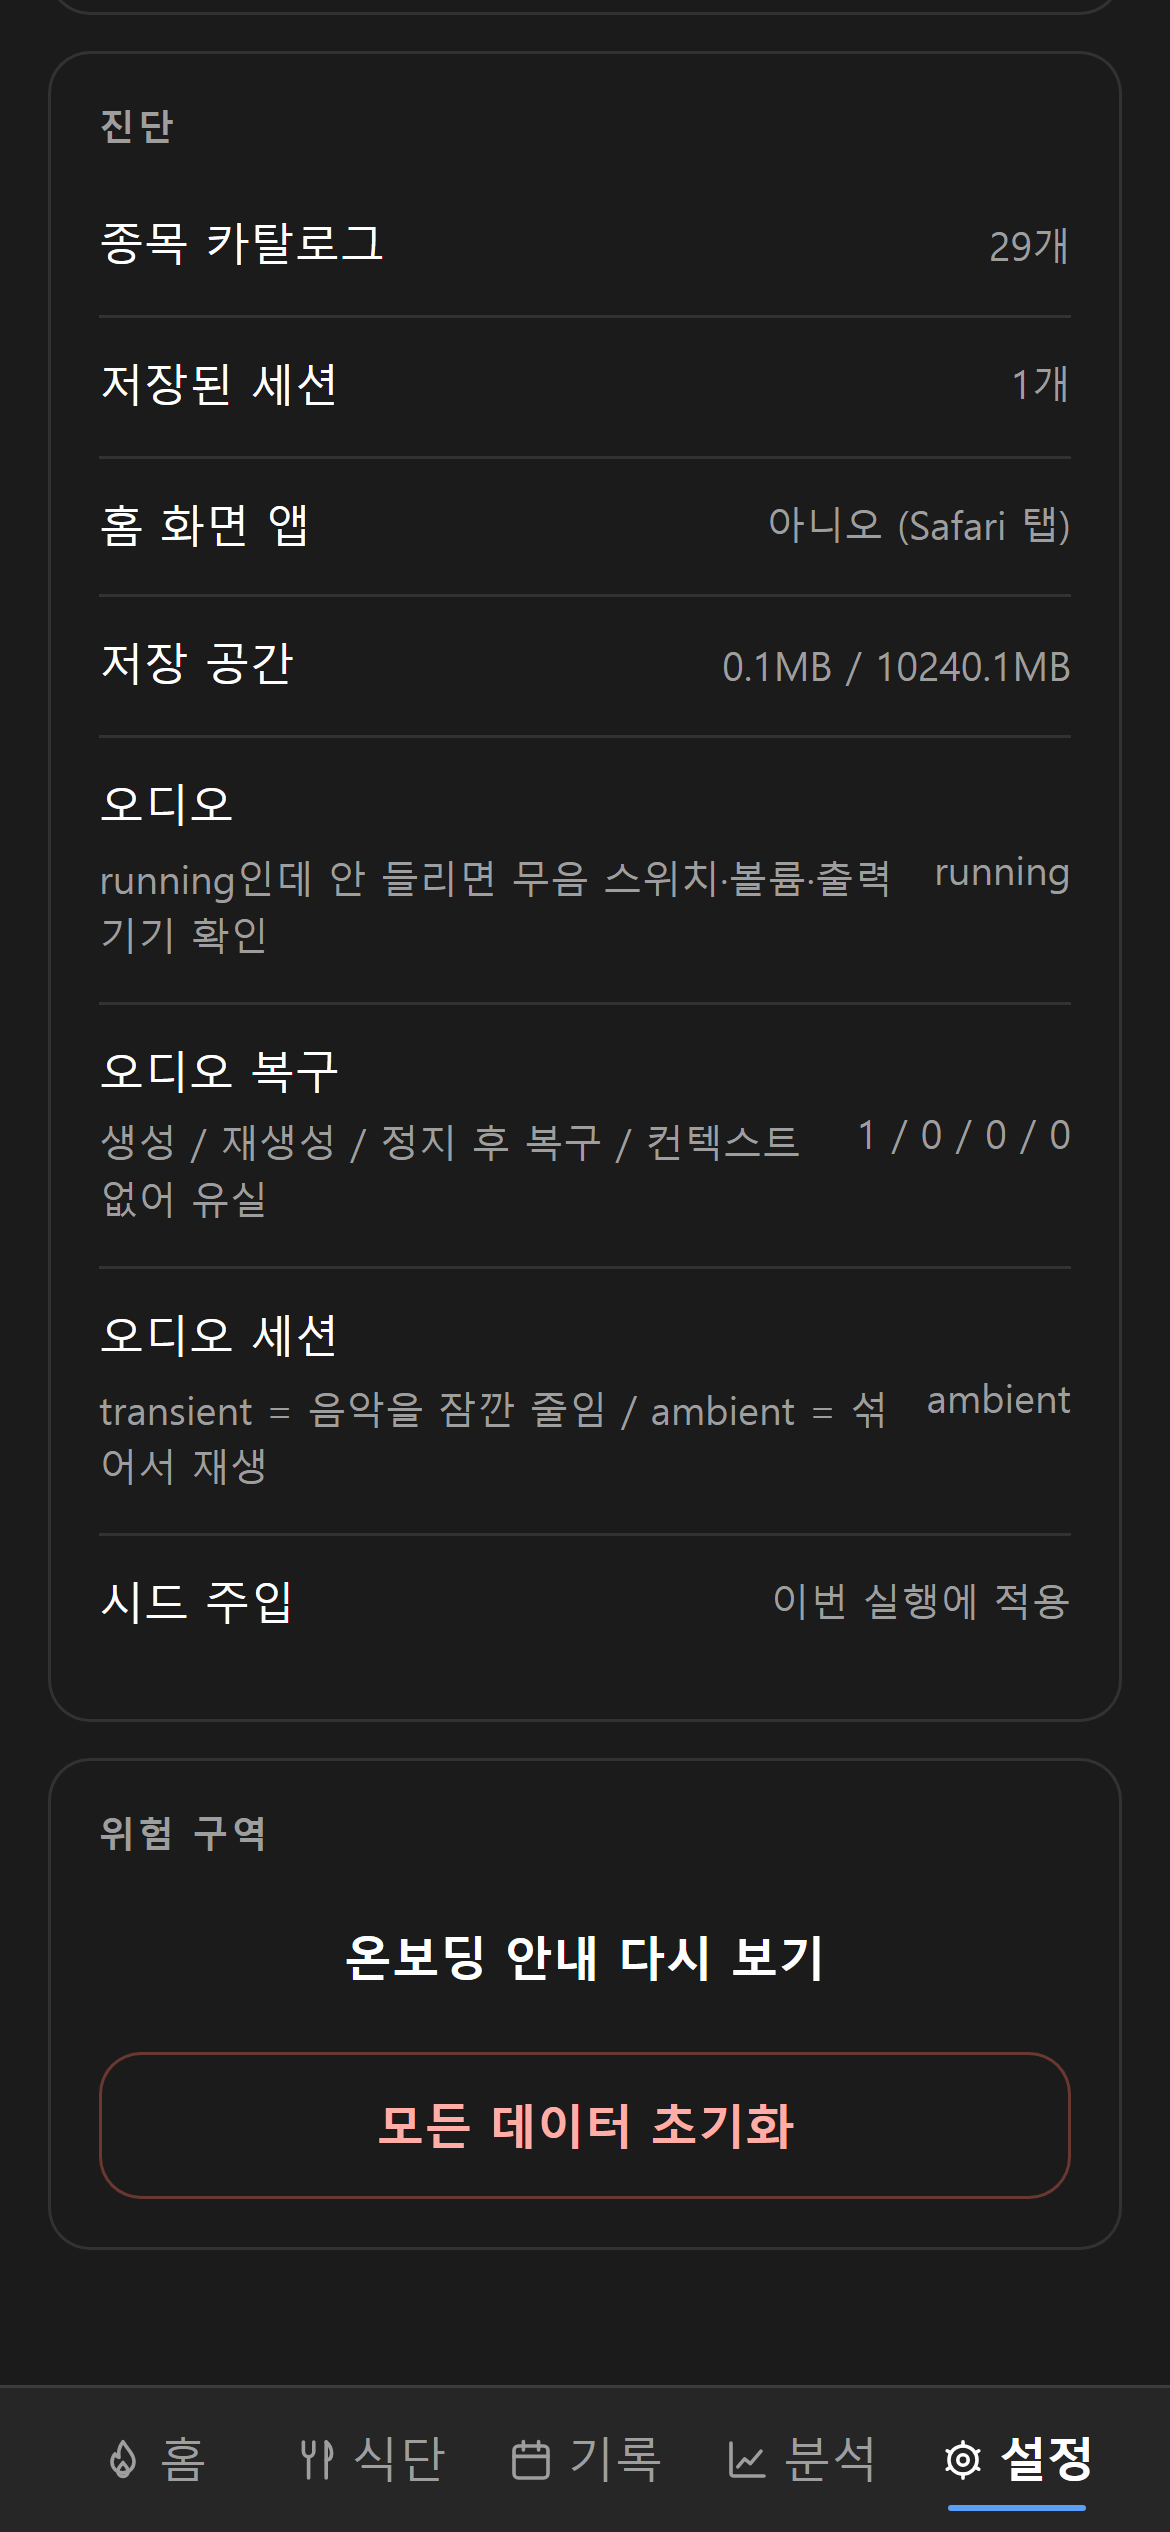 진단
종목 카탈로그
29개
저장된 세션
1개
홈 화면 앱
아니오 (Safari 탭)
저장 공간
0.1MB / 10240.1MB
오디오
running인데 안 들리면 무음 스위치·볼륨·출력
기기 확인
running
오디오 복구
생성 / 재생성 / 정지 후 복구 / 컨텍스트
없어 유실
1 / 0 / 0 / 0
오디오 세션
transient = 음악을 잠깐 줄임 / ambient = 섞
어서 재생
ambient
시드 주입
이번 실행에 적용
위험 구역
온보딩 안내 다시 보기
모든 데이터 초기화
홈
식단
기록
분석
설정